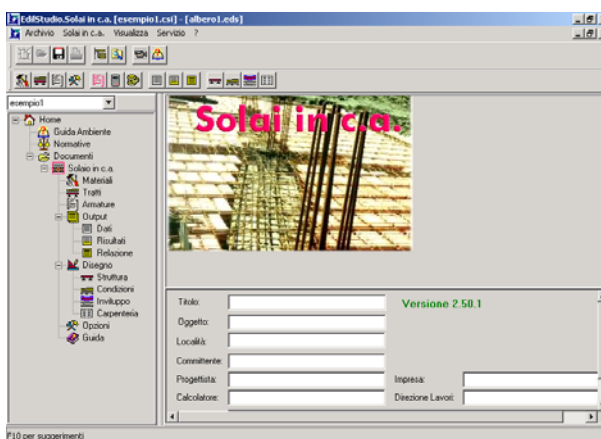 EdilStudio.Solai in c.a. [esempio1.csi] - [albero1.eds]
Archivio Solai in c.a. Visualizza Servizio ?
esempio1
Home
Guida Ambiente
Normative
Documenti
Solaio in c.a.
Materiali
Tratti
Armature
Output
Dati
Risultati
Relazione
Disegno
Struttura
Condizioni
Inviluppo
Carpenteria
Opzioni
Guida
Solai in c.a.
Titolo:
Versione 2.50.1
Oggetto:
Località:
Committente:
Progettista:
Impresa:
Calcolatore:
Direzione Lavori:
F10 per suggerimenti